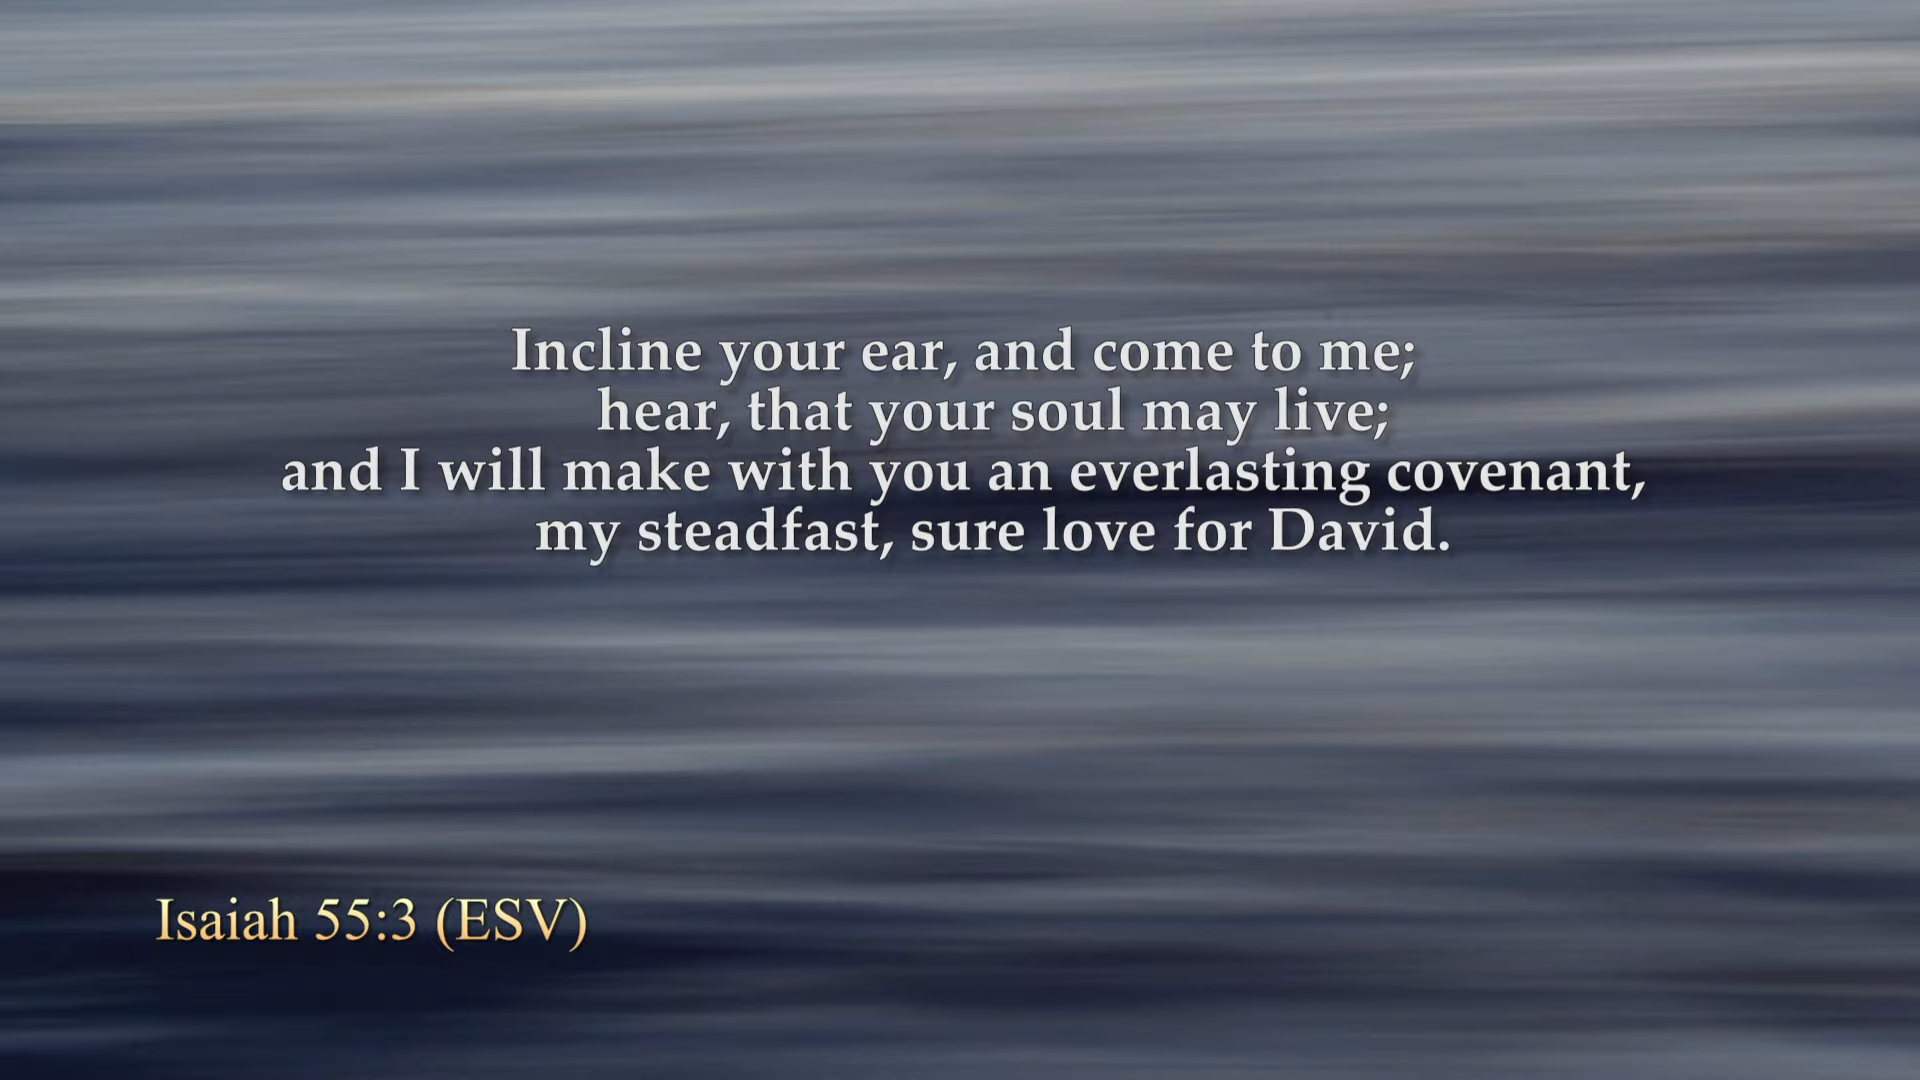 Incline your ear, and come to me;
hear, that your soul may live;
and I will make with you an everlasting covenant,
my steadfast, sure love for David.
Isaiah 55:3 (ESV)